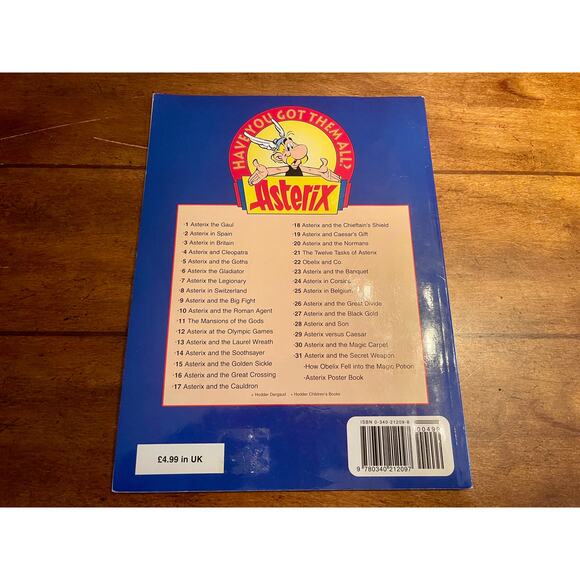 HAVE YOU GOT THEM ALL?
Asterix
·1 Asterix the Gaul
·2 Asterix in Spain
·3 Asterix in Britain
·4 Asterix and Cleopatra
·5 Asterix and the Goths
·6 Asterix the Gladiator
·7 Asterix the Legionary
·8 Asterix in Switzerland
·9 Asterix and the Big Fight
·10 Asterix and the Roman Agent
·11 The Mansions of the Gods
·12 Asterix at the Olympic Games
·13 Asterix and the Laurel Wreath
·14 Asterix and the Soothsayer
·15 Asterix and the Golden Sickle
·16 Asterix and the Great Crossing
·17 Asterix and the Cauldron
·18 Asterix and the Chieftain's Shield
·19 Asterix and Caesar's Gift
·20 Asterix and the Normans
·21 The Twelve Tasks of Asterix
·22 Obelix and Co
·23 Asterix and the Banquet
·24 Asterix in Corsica
·25 Asterix in Belgium
·26 Asterix and the Great Divide
·27 Asterix and the Black Gold
·28 Asterix and Son
·29 Asterix versus Caesar
·30 Asterix and the Magic Carpet
·31 Asterix and the Secret Weapon
·How Obelix Fell into the Magic Potion
·Asterix Poster Book
Hodder Dargaud Hodder Children's Books
£4.99 in UK
ISBN 0-340-21209-8
00499
9 780340 212097